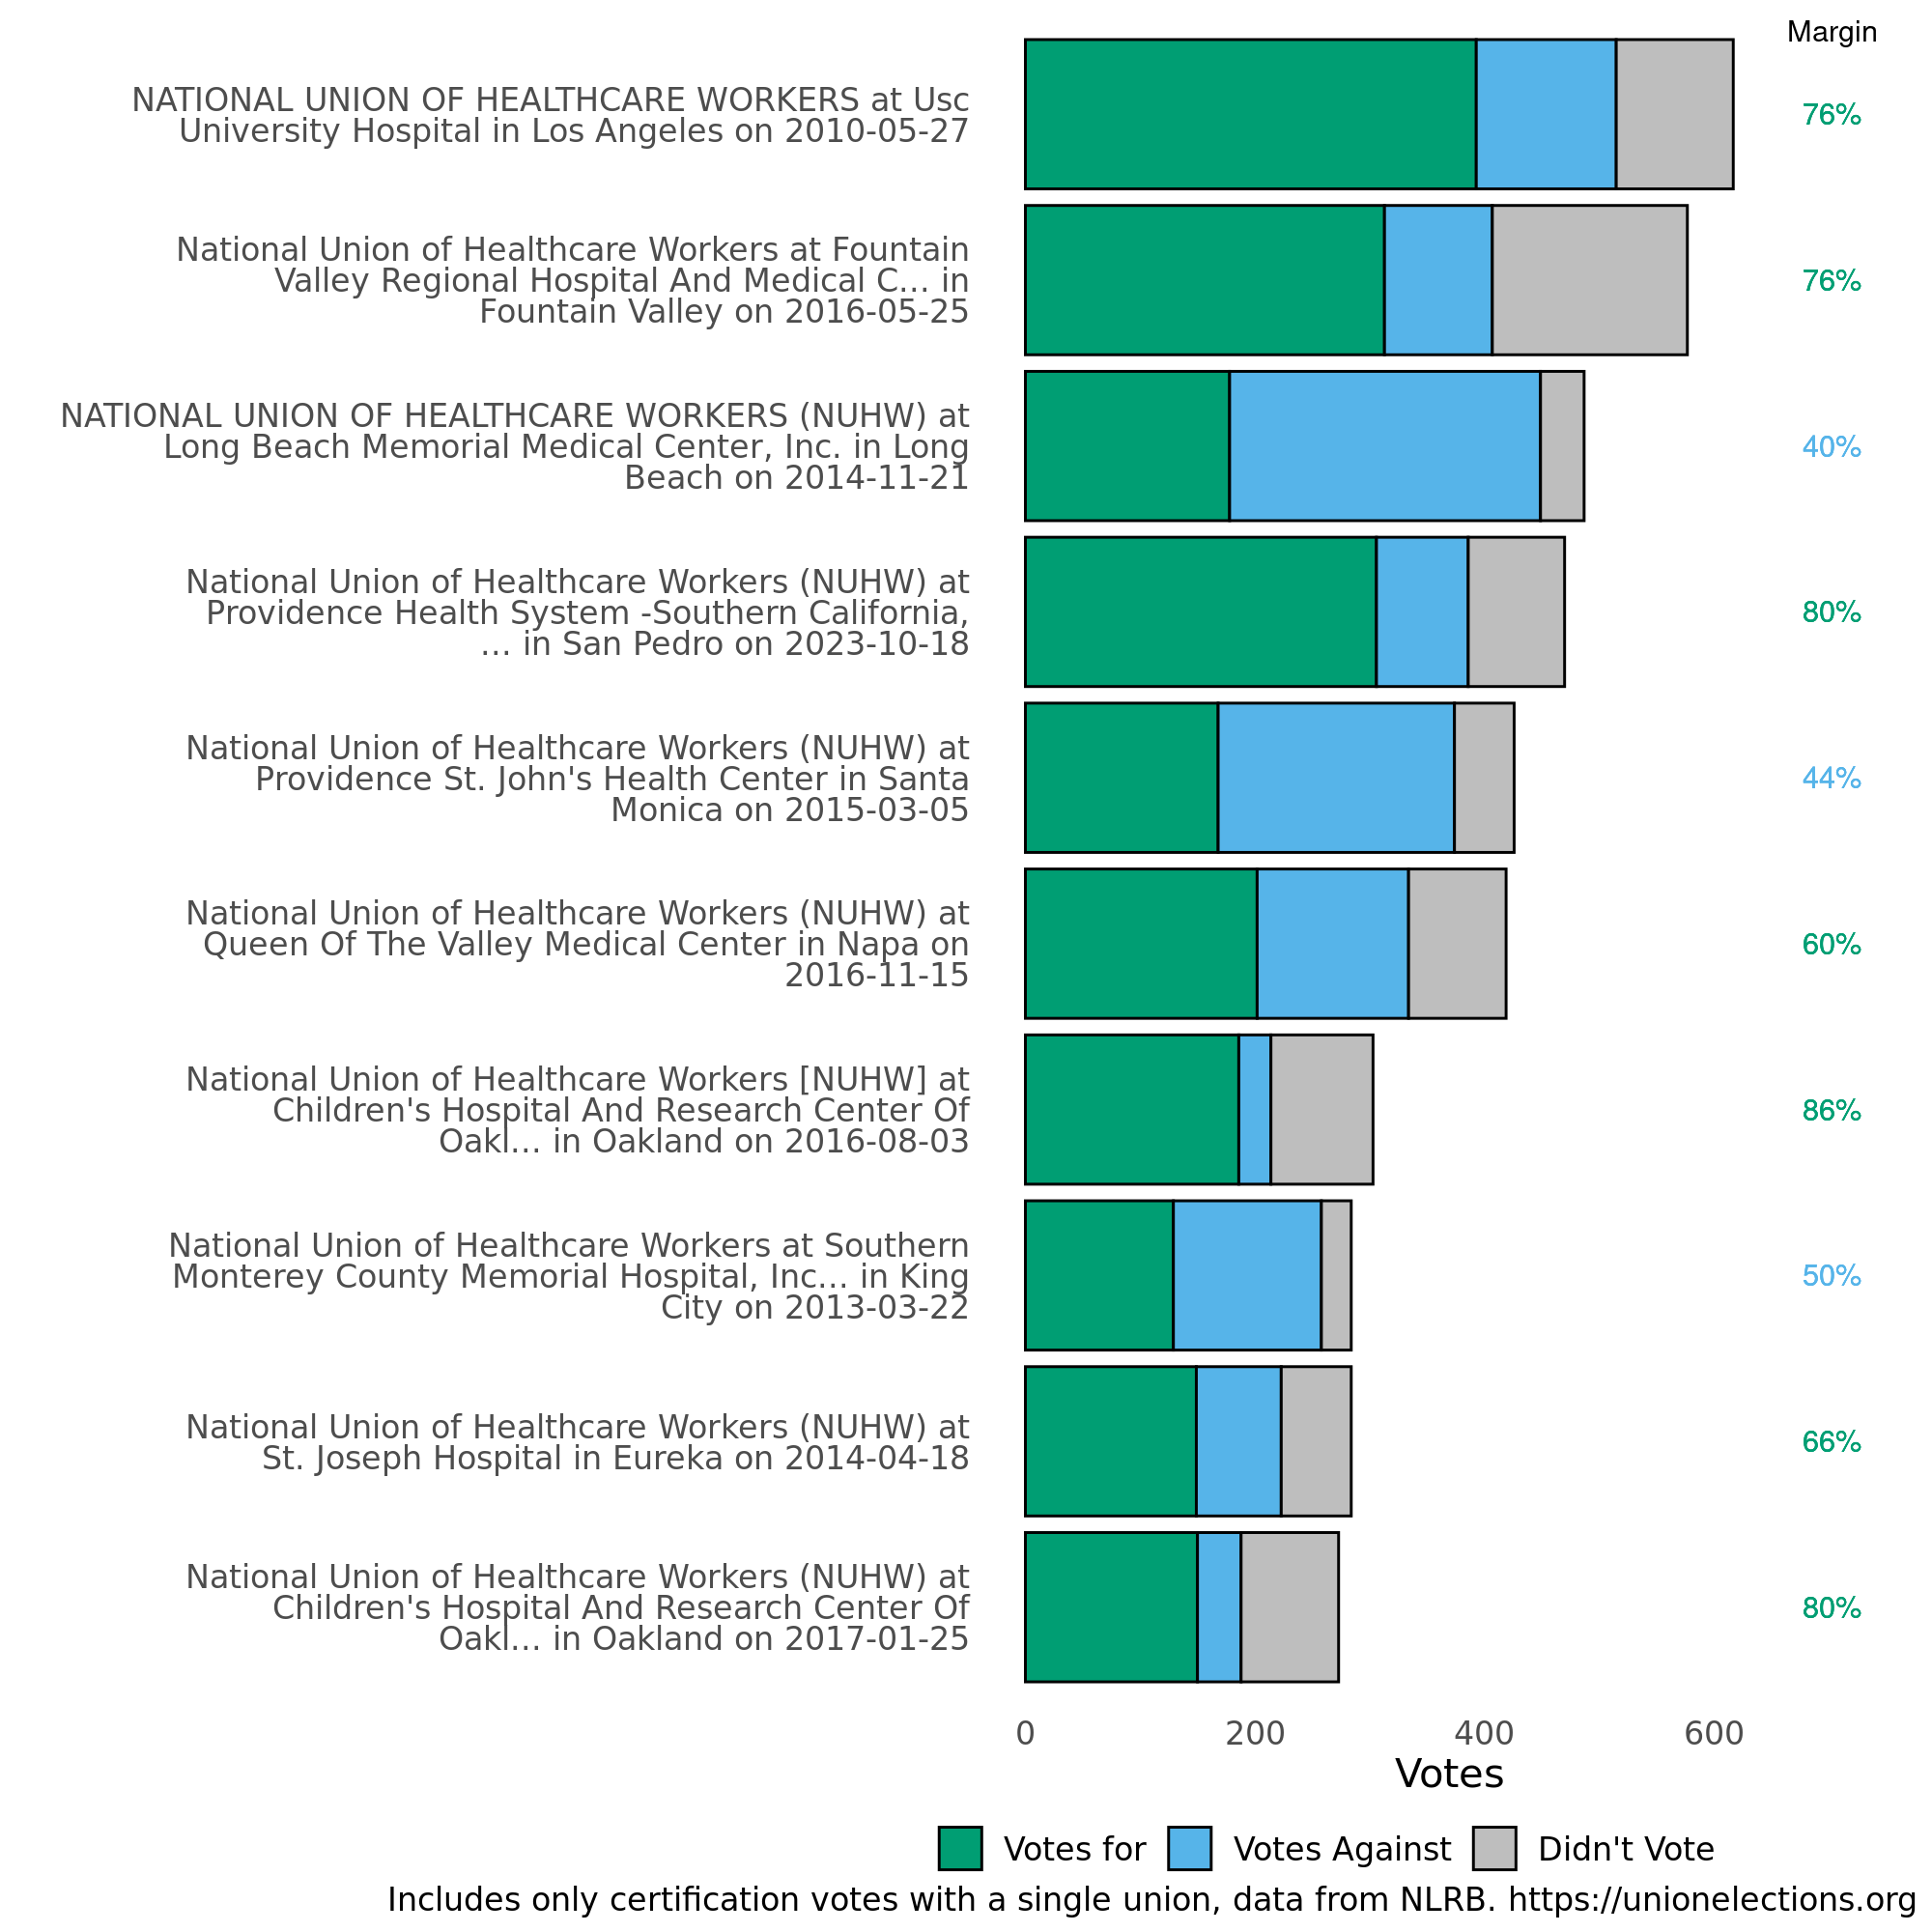 Margin
NATIONAL UNION OF HEALTHCARE WORKERS at Usc
University Hospital in Los Angeles on 2010-05-27
76%
National Union of Healthcare Workers at Fountain
Valley Regional Hospital And Medical C... in
Fountain Valley on 2016-05-25
76%
NATIONAL UNION OF HEALTHCARE WORKERS (NUHW) at
Long Beach Memorial Medical Center, Inc. in Long
Beach on 2014-11-21
40%
National Union of Healthcare Workers (NUHW) at
Providence Health System -Southern California,
... in San Pedro on 2023-10-18
80%
National Union of Healthcare Workers (NUHW) at
Providence St. John's Health Center in Santa
Monica on 2015-03-05
44%
National Union of Healthcare Workers (NUHW) at
Queen Of The Valley Medical Center in Napa on
2016-11-15
60%
National Union of Healthcare Workers [NUHW] at
Children's Hospital And Research Center Of
Oakl... in Oakland on 2016-08-03
86%
National Union of Healthcare Workers at Southern
Monterey County Memorial Hospital, Inc... in King
City on 2013-03-22
50%
National Union of Healthcare Workers (NUHW) at
St. Joseph Hospital in Eureka on 2014-04-18
66%
National Union of Healthcare Workers (NUHW) at
Children's Hospital And Research Center Of
Oakl... in Oakland on 2017-01-25
80%
0 200 400 600
Votes
Votes for Votes Against Didn't Vote
Includes only certification votes with a single union, data from NLRB. https://unionelections.org